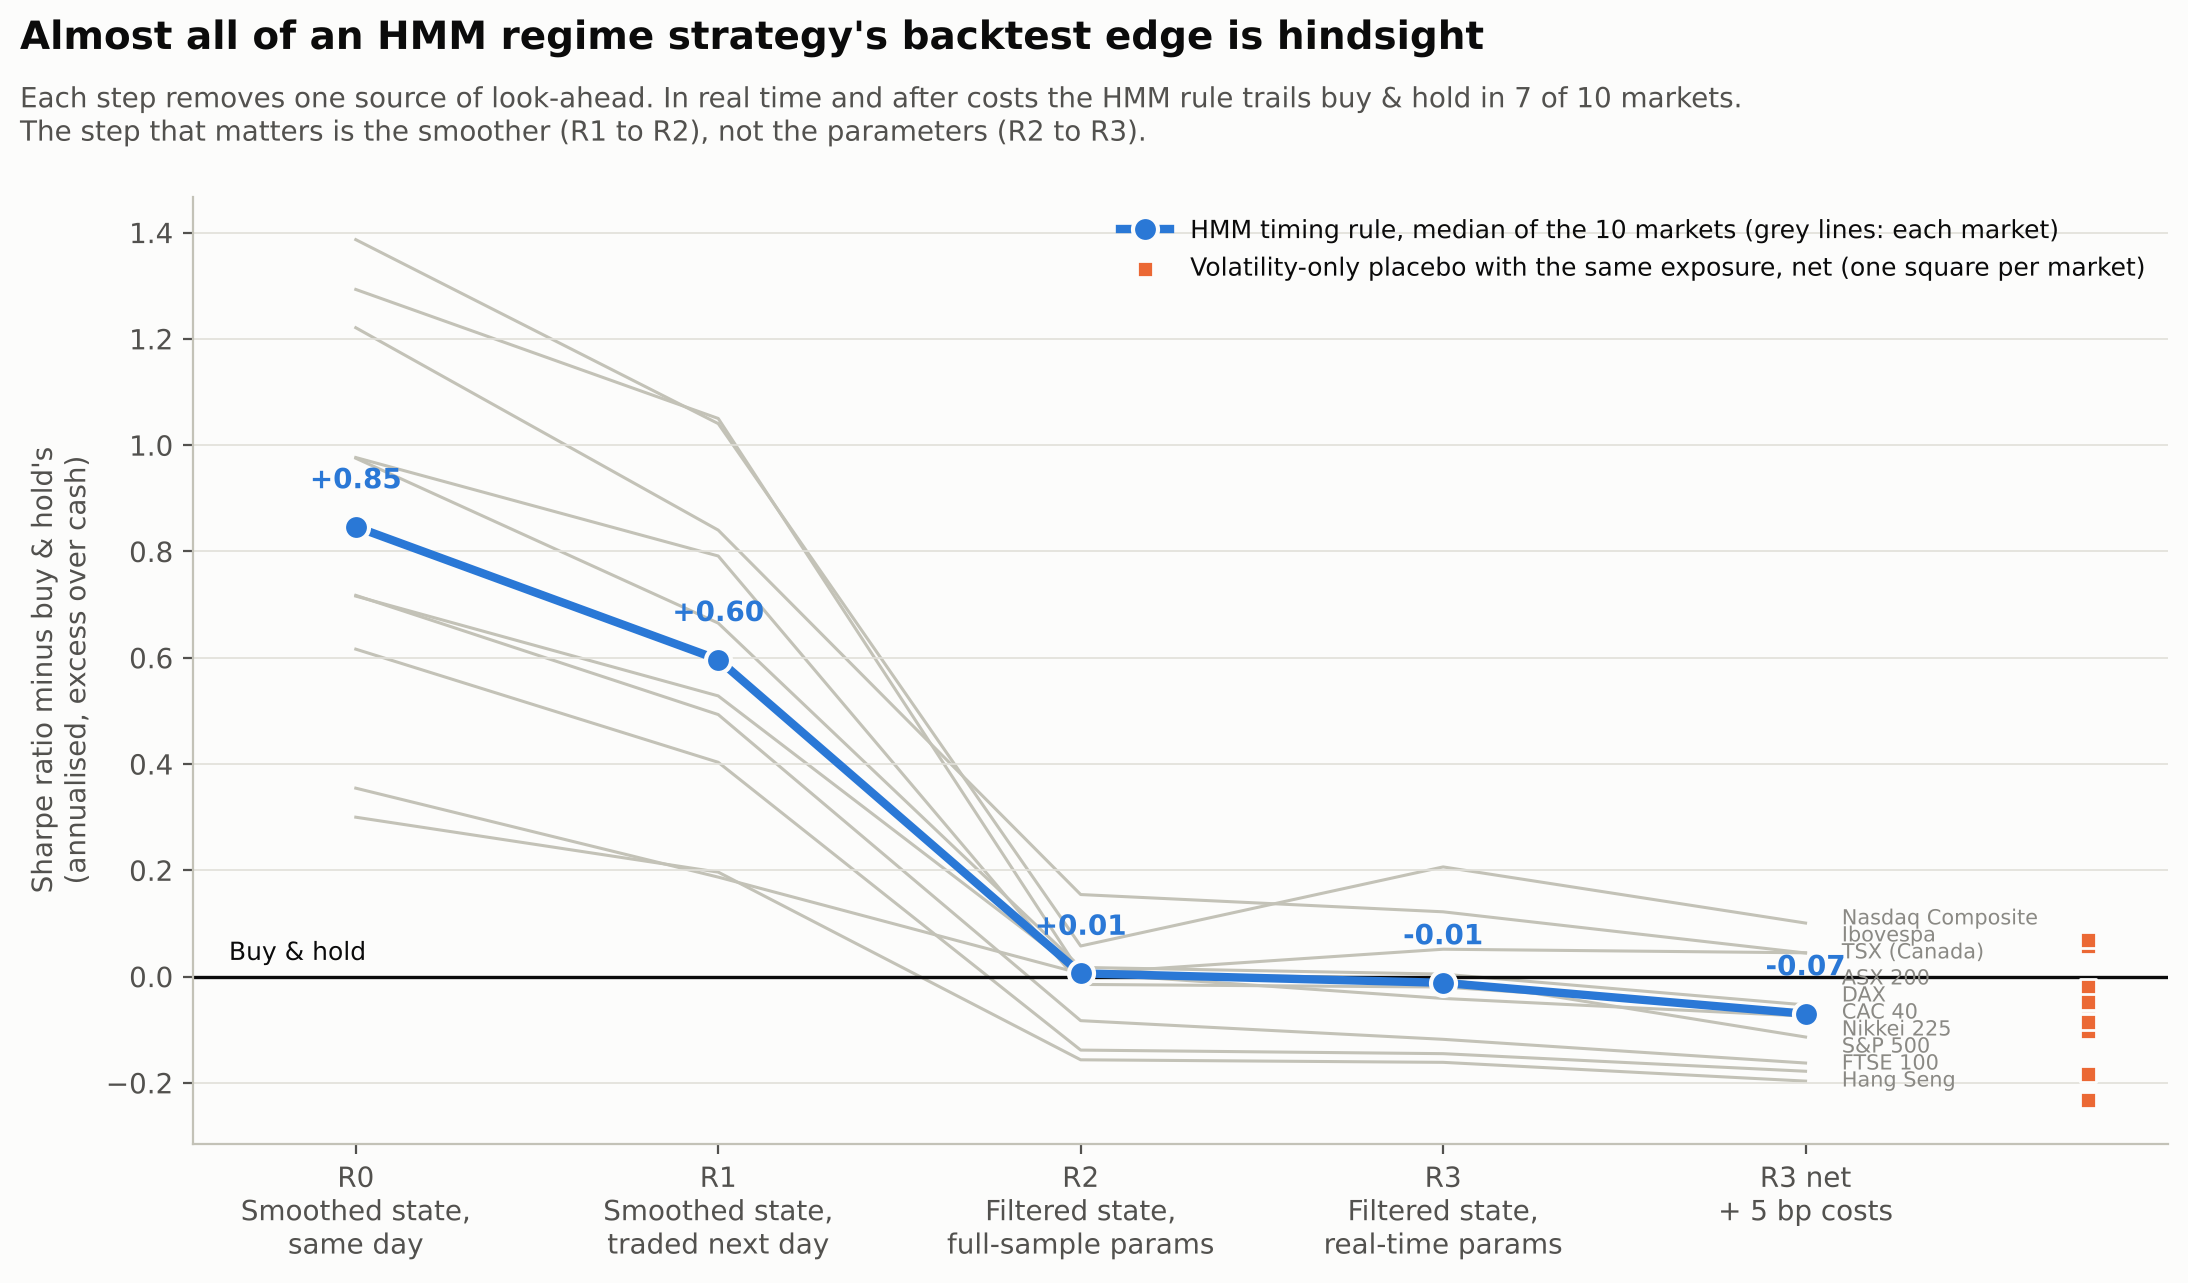 Almost all of an HMM regime strategy's backtest edge is hindsight
Each step removes one source of look-ahead. In real time and after costs the HMM rule trails buy & hold in 7 of 10 markets.
The step that matters is the smoother (R1 to R2), not the parameters (R2 to R3).
HMM timing rule, median of the 10 markets (grey lines: each market)
Volatility-only placebo with the same exposure, net (one square per market)
Sharpe ratio minus buy & hold's
(annualised, excess over cash)
1.4
1.2
1.0
0.8
0.6
0.4
0.2
0.0
−0.2
+0.85
+0.60
+0.01
-0.01
-0.07
Buy & hold
Nasdaq Composite
Ibovespa
TSX (Canada)
ASX 200
DAX
CAC 40
Nikkei 225
S&P 500
FTSE 100
Hang Seng
R0
Smoothed state,
same day
R1
Smoothed state,
traded next day
R2
Filtered state,
full-sample params
R3
Filtered state,
real-time params
R3 net
+ 5 bp costs